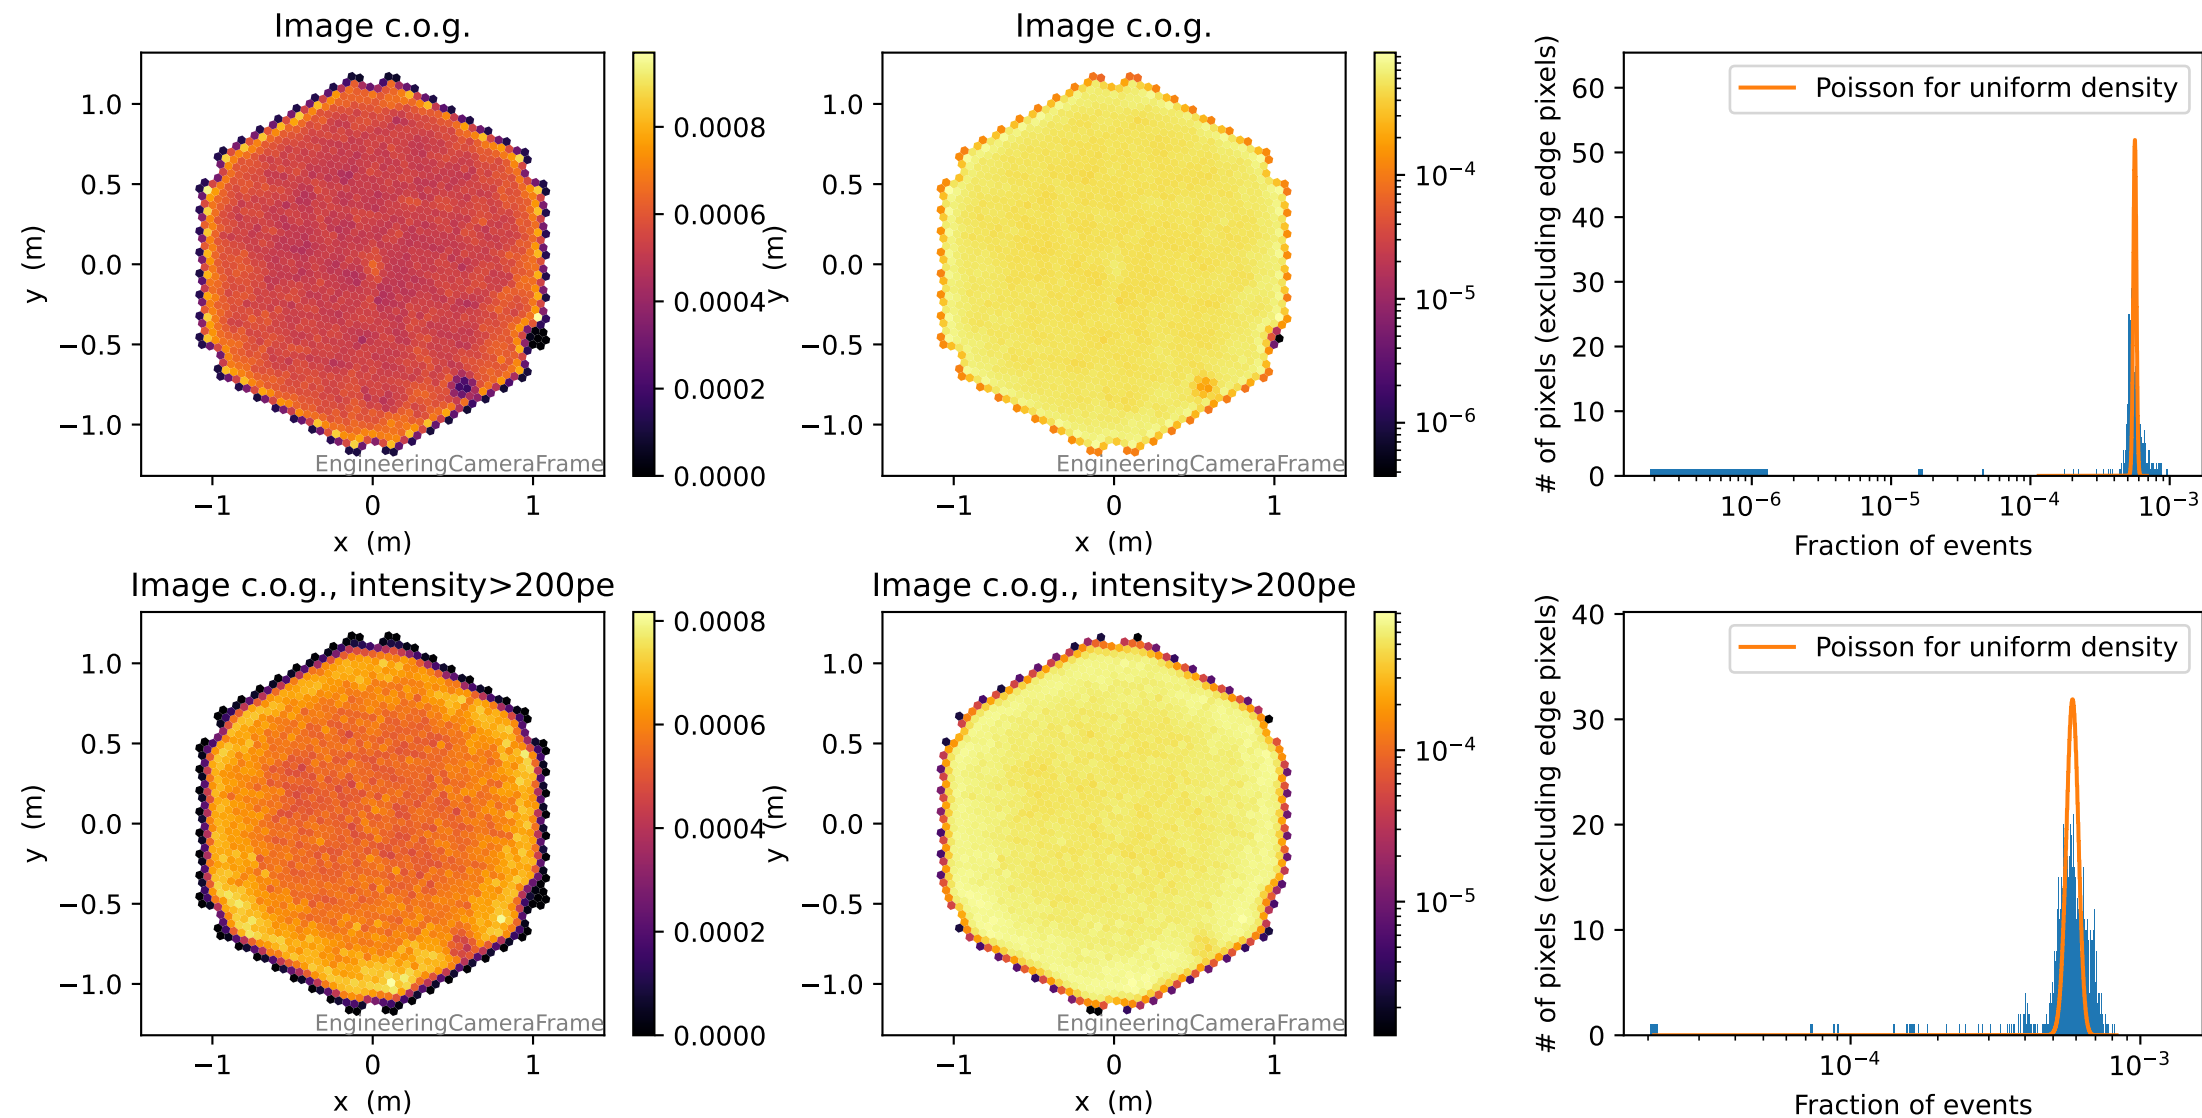 Image c.o.g.
1.0
0.5
0.0
−0.5
−1.0
y (m)
−1
0
1
x (m)
EngineeringCameraFrame
0.0008
0.0006
0.0004
0.0002
0.0000
Image c.o.g.
1.0
0.5
0.0
−0.5
−1.0
y (m)
−1
0
1
x (m)
EngineeringCameraFrame
10⁻⁴
10⁻⁵
10⁻⁶
# of pixels (excluding edge pixels)
60
50
40
30
20
10
0
Poisson for uniform density
10⁻⁶
10⁻⁵
10⁻⁴
10⁻³
Fraction of events
Image c.o.g., intensity>200pe
1.0
0.5
0.0
−0.5
−1.0
y (m)
−1
0
1
x (m)
EngineeringCameraFrame
0.0008
0.0006
0.0004
0.0002
0.0000
Image c.o.g., intensity>200pe
1.0
0.5
0.0
−0.5
−1.0
y (m)
−1
0
1
x (m)
EngineeringCameraFrame
10⁻⁴
10⁻⁵
# of pixels (excluding edge pixels)
40
30
20
10
0
Poisson for uniform density
10⁻⁴
10⁻³
Fraction of events